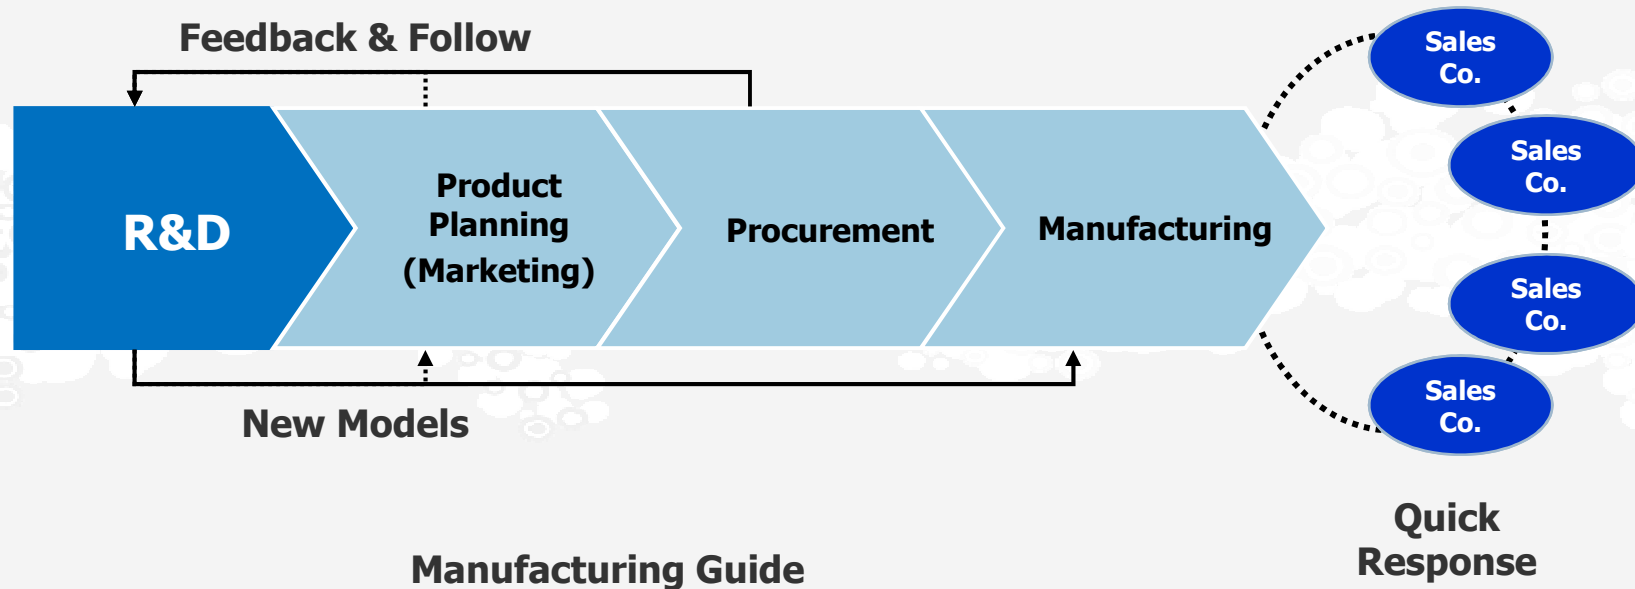 Feedback & Follow
R&D
Product
Planning
(Marketing)
Procurement
Manufacturing
Sales
Co.
Sales
Co.
Sales
Co.
Sales
Co.
New Models
Quick
Response
Manufacturing Guide